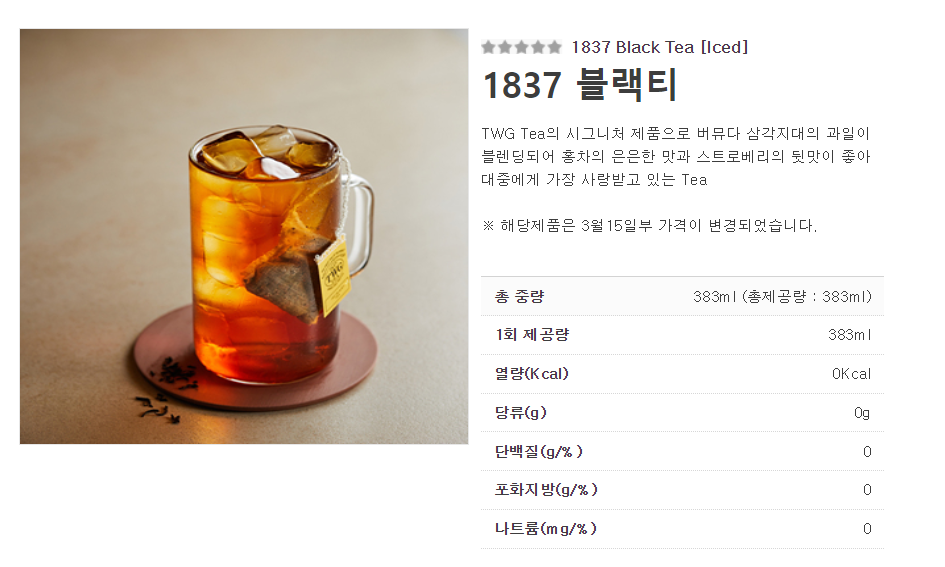 1837 Black Tea [Iced]
1837 블랙티
TWG Tea의 시그니쳐 제품으로 버뮤다 삼각지대의 과일이
블렌딩되어 홍차의 은은한 맛과 스트로베리의 뒷맛이 좋아
대중에게 가장 사랑받고 있는 Tea
※ 해당제품은 3월15일부 가격이 변경되었습니다.
총 중량 383ml (총제공량 : 383ml)
1회 제공량 383ml
열량(Kcal) 0Kcal
당류(g) 0g
단백질(g/%) 0
포화지방(g/%) 0
나트륨(mg/%) 0
TWG